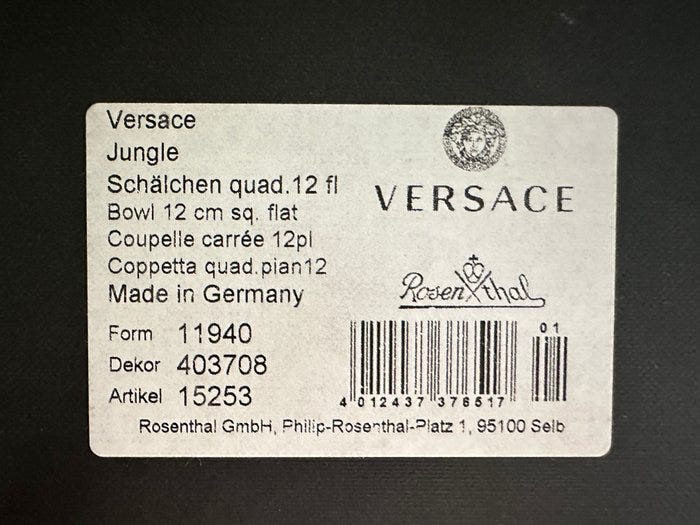 Versace
Jungle
Schälchen quad.12 fl
Bowl 12 cm sq. flat
Coupelle carrée 12pl
Coppetta quad.pian12
Made in Germany
VERSACE
Rosenthal
Form 11940
Dekor 403708
Artikel 15253
01
4 012437 376517
Rosenthal GmbH, Philip-Rosenthal-Platz 1, 95100 Selb